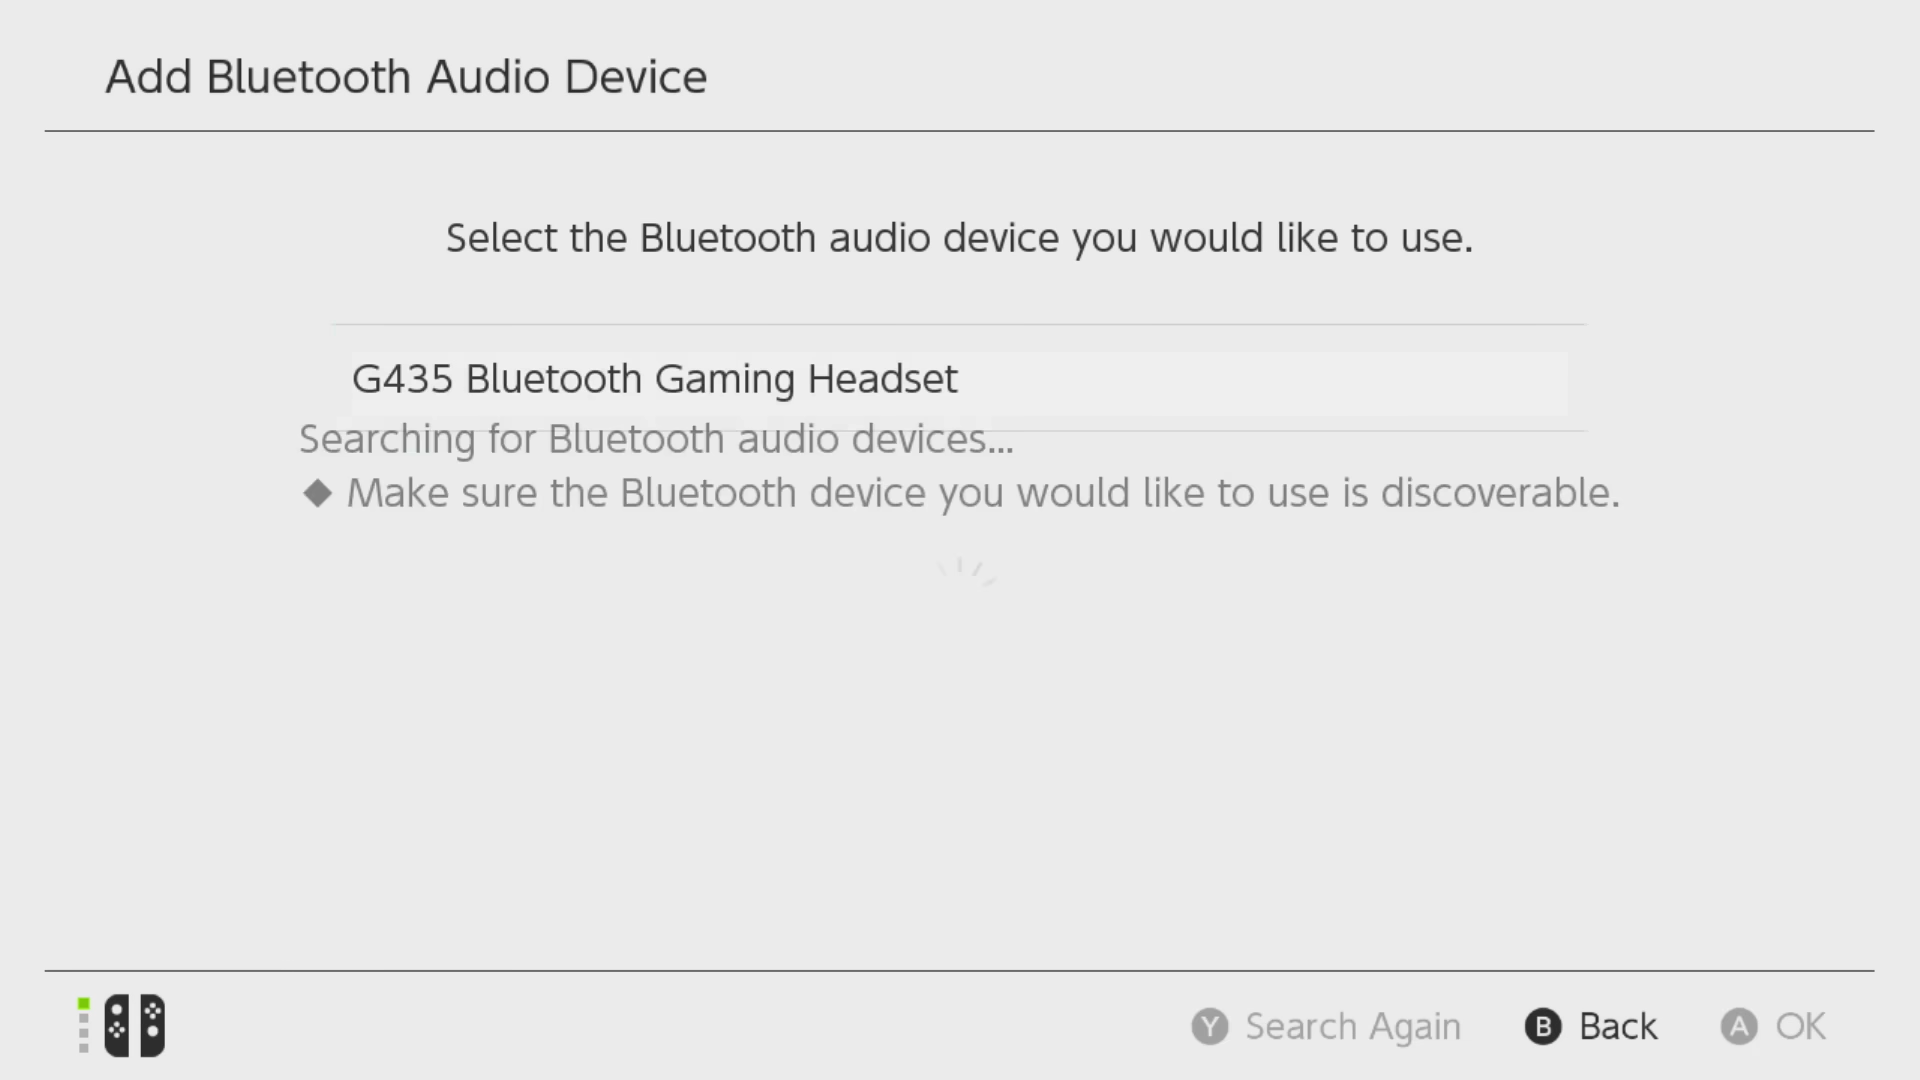 Add Bluetooth Audio Device
Select the Bluetooth audio device you would like to use.
G435 Bluetooth Gaming Headset
Searching for Bluetooth audio devices...
◆ Make sure the Bluetooth device you would like to use is discoverable.
Y Search Again B Back A OK